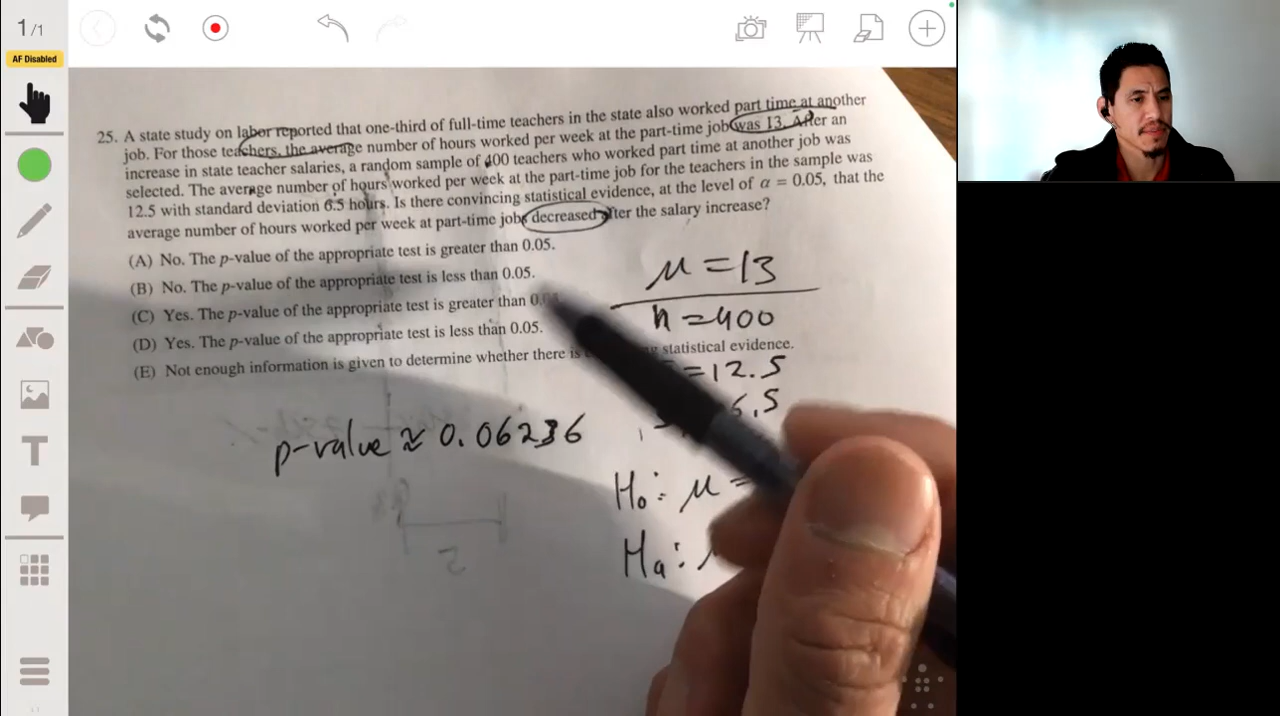 1/1
AF Disabled
25. A state study on labor reported that one-third of full-time teachers in the state also worked part time at another
job. For those teachers, the average number of hours worked per week at the part-time job was 13. After an
increase in state teacher salaries, a random sample of 400 teachers who worked part time at another job was
selected. The average number of hours worked per week at the part-time job for the teachers in the sample was
12.5 with standard deviation 6.5 hours. Is there convincing statistical evidence, at the level of α = 0.05, that the
average number of hours worked per week at part-time jobs decreased after the salary increase?
(A) No. The p-value of the appropriate test is greater than 0.05.
(B) No. The p-value of the appropriate test is less than 0.05.
(C) Yes. The p-value of the appropriate test is greater than
(D) Yes. The p-value of the appropriate test is less than 0.05.
(E) Not enough information is given to determine whether there is statistical evidence.
μ = 13
n = 400
= 12.5
6.5
p-value ≈ 0.06236
H₀: μ =
Hₐ:
T